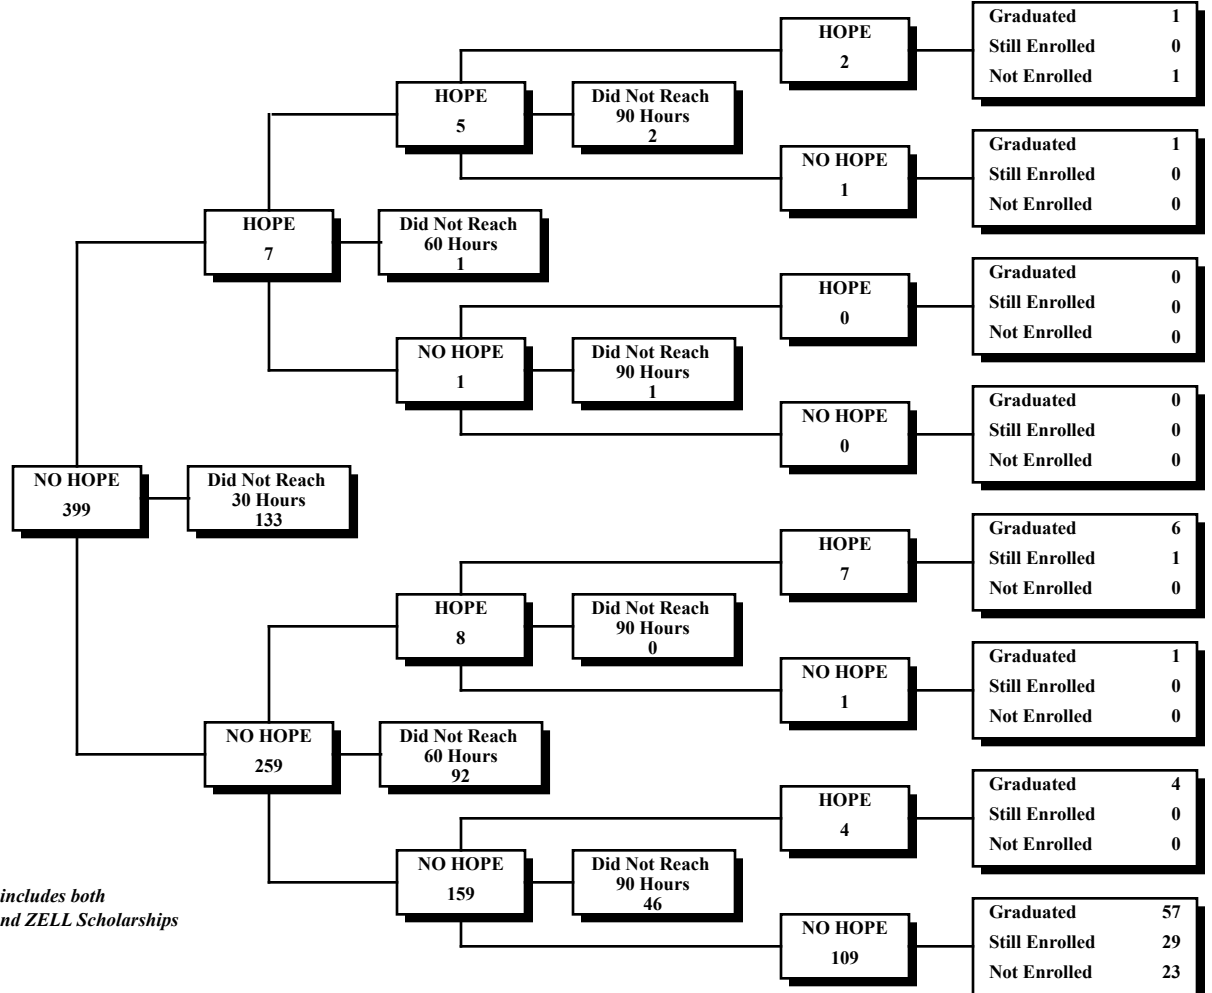 HOPE
2
Graduated 1
Still Enrolled 0
Not Enrolled 1
HOPE
5
Did Not Reach
90 Hours
2
NO HOPE
1
Graduated 1
Still Enrolled 0
Not Enrolled 0
HOPE
7
Did Not Reach
60 Hours
1
HOPE
0
Graduated 0
Still Enrolled 0
Not Enrolled 0
NO HOPE
1
Did Not Reach
90 Hours
1
NO HOPE
0
Graduated 0
Still Enrolled 0
Not Enrolled 0
NO HOPE
399
Did Not Reach
30 Hours
133
HOPE
7
Graduated 6
Still Enrolled 1
Not Enrolled 0
HOPE
8
Did Not Reach
90 Hours
0
NO HOPE
1
Graduated 1
Still Enrolled 0
Not Enrolled 0
NO HOPE
259
Did Not Reach
60 Hours
92
HOPE
4
Graduated 4
Still Enrolled 0
Not Enrolled 0
NO HOPE
159
Did Not Reach
90 Hours
46
NO HOPE
109
Graduated 57
Still Enrolled 29
Not Enrolled 23
includes both
nd ZELL Scholarships